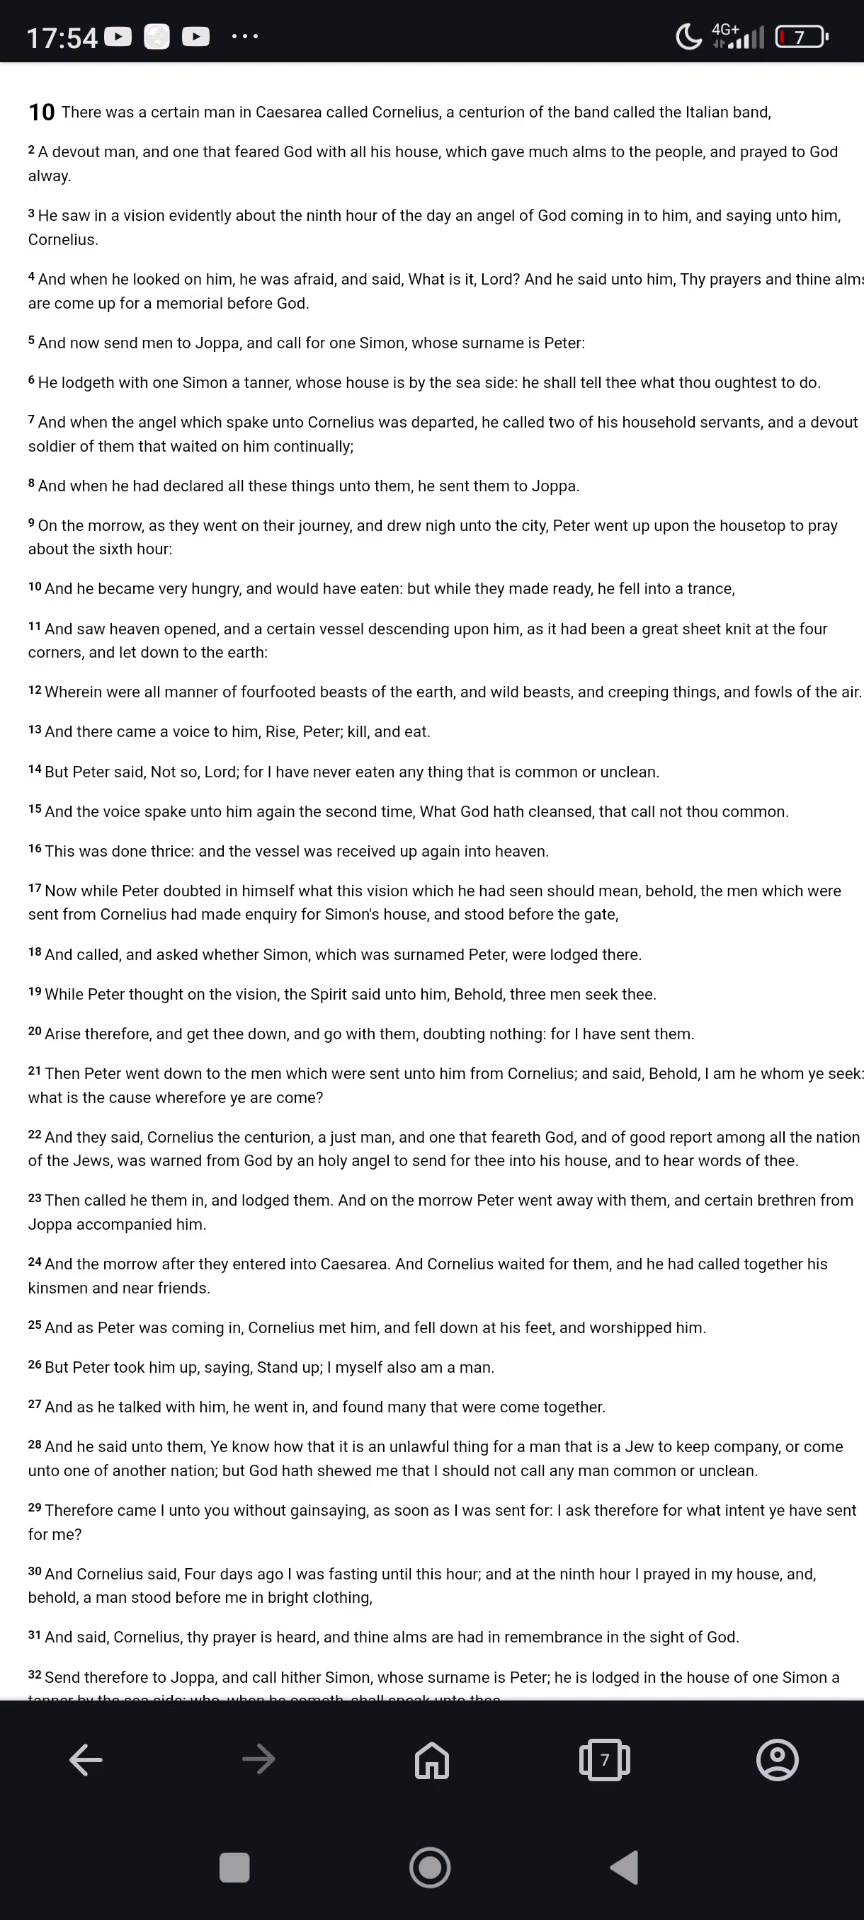 17:54 ... 4G+ 7
10 There was a certain man in Caesarea called Cornelius, a centurion of the band called the Italian band,
2 A devout man, and one that feared God with all his house, which gave much alms to the people, and prayed to God
alway.
3 He saw in a vision evidently about the ninth hour of the day an angel of God coming in to him, and saying unto him,
Cornelius.
4 And when he looked on him, he was afraid, and said, What is it, Lord? And he said unto him, Thy prayers and thine alms
are come up for a memorial before God.
5 And now send men to Joppa, and call for one Simon, whose surname is Peter:
6 He lodgeth with one Simon a tanner, whose house is by the sea side: he shall tell thee what thou oughtest to do.
7 And when the angel which spake unto Cornelius was departed, he called two of his household servants, and a devout
soldier of them that waited on him continually;
8 And when he had declared all these things unto them, he sent them to Joppa.
9 On the morrow, as they went on their journey, and drew nigh unto the city, Peter went up upon the housetop to pray
about the sixth hour:
10 And he became very hungry, and would have eaten: but while they made ready, he fell into a trance,
11 And saw heaven opened, and a certain vessel descending upon him, as it had been a great sheet knit at the four
corners, and let down to the earth:
12 Wherein were all manner of fourfooted beasts of the earth, and wild beasts, and creeping things, and fowls of the air.
13 And there came a voice to him, Rise, Peter; kill, and eat.
14 But Peter said, Not so, Lord; for I have never eaten any thing that is common or unclean.
15 And the voice spake unto him again the second time, What God hath cleansed, that call not thou common.
16 This was done thrice: and the vessel was received up again into heaven.
17 Now while Peter doubted in himself what this vision which he had seen should mean, behold, the men which were
sent from Cornelius had made enquiry for Simon's house, and stood before the gate,
18 And called, and asked whether Simon, which was surnamed Peter, were lodged there.
19 While Peter thought on the vision, the Spirit said unto him, Behold, three men seek thee.
20 Arise therefore, and get thee down, and go with them, doubting nothing: for I have sent them.
21 Then Peter went down to the men which were sent unto him from Cornelius; and said, Behold, I am he whom ye seek:
what is the cause wherefore ye are come?
22 And they said, Cornelius the centurion, a just man, and one that feareth God, and of good report among all the nation
of the Jews, was warned from God by an holy angel to send for thee into his house, and to hear words of thee.
23 Then called he them in, and lodged them. And on the morrow Peter went away with them, and certain brethren from
Joppa accompanied him.
24 And the morrow after they entered into Caesarea. And Cornelius waited for them, and he had called together his
kinsmen and near friends.
25 And as Peter was coming in, Cornelius met him, and fell down at his feet, and worshipped him.
26 But Peter took him up, saying, Stand up; I myself also am a man.
27 And as he talked with him, he went in, and found many that were come together.
28 And he said unto them, Ye know how that it is an unlawful thing for a man that is a Jew to keep company, or come
unto one of another nation; but God hath shewed me that I should not call any man common or unclean.
29 Therefore came I unto you without gainsaying, as soon as I was sent for: I ask therefore for what intent ye have sent
for me?
30 And Cornelius said, Four days ago I was fasting until this hour; and at the ninth hour I prayed in my house, and,
behold, a man stood before me in bright clothing,
31 And said, Cornelius, thy prayer is heard, and thine alms are had in remembrance in the sight of God.
32 Send therefore to Joppa, and call hither Simon, whose surname is Peter; he is lodged in the house of one Simon a
tanner by the sea side: who, when he cometh, shall speak unto thee.
7